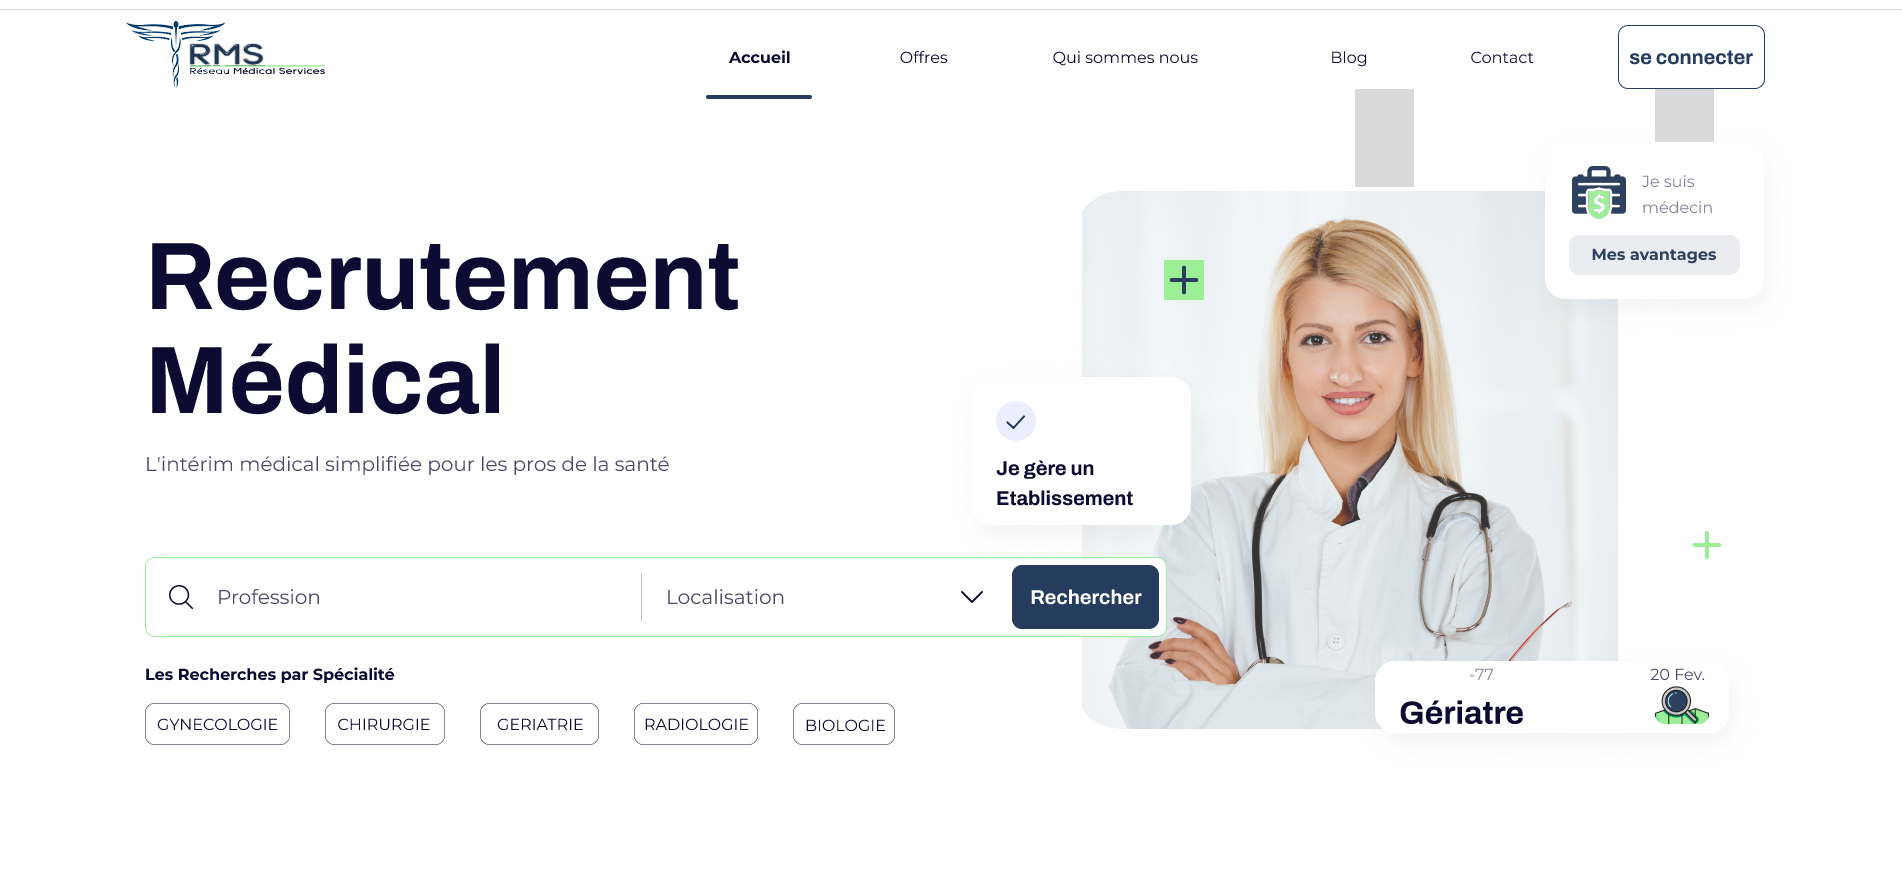 RMS
Réseau Médical Services
Accueil
Offres
Qui sommes nous
Blog
Contact
se connecter
Je suis
médecin
Mes avantages
Recrutement
Médical
L'intérim médical simplifiée pour les pros de la santé
Je gère un
Etablissement
Profession
Localisation
Rechercher
Les Recherches par Spécialité
GYNECOLOGIE
CHIRURGIE
GERIATRIE
RADIOLOGIE
BIOLOGIE
-77
20 Fev.
Gériatre